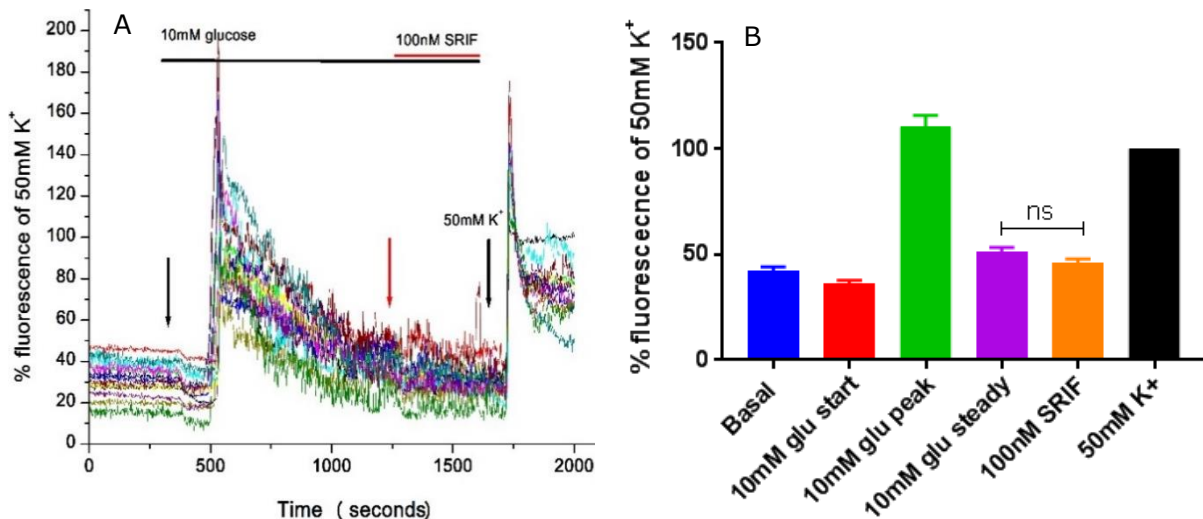 A
10mM glucose
100nM SRIF
50mM K+
% fluorescence of 50mM K+
200
180
160
140
120
100
80
60
40
20
0
0
500
1000
1500
2000
Time ( seconds)
B
% fluorescecnce of 50mM K+
150
100
50
0
ns
Basal
10mM glu start
10mM glu peak
10mM glu steady
100nM SRIF
50mM K+